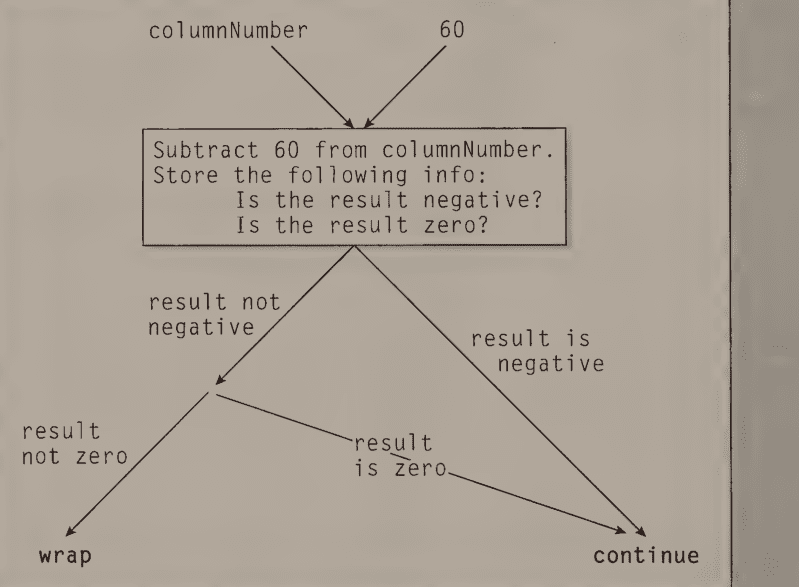 columnNumber 60
Subtract 60 from columnNumber.
Store the following info:
Is the result negative?
Is the result zero?
result not
negative
result is
negative
result
not zero
result
is zero
wrap
continue